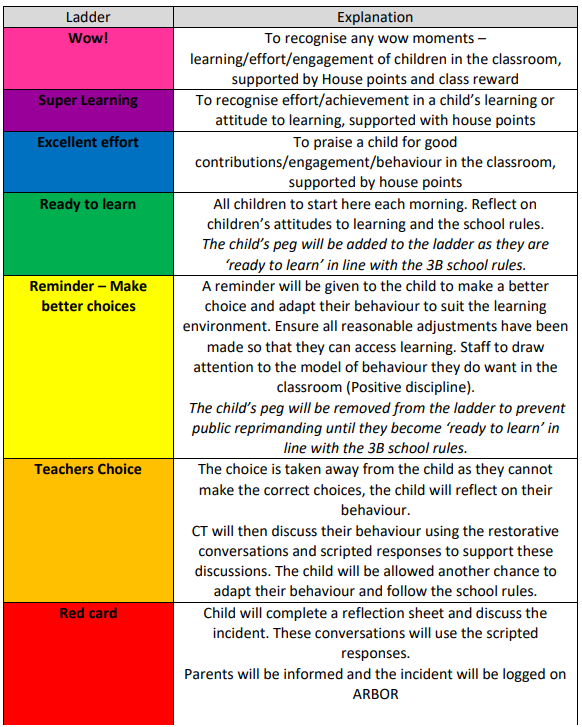 Ladder Explanation
Wow! To recognise any wow moments –
learning/effort/engagement of children in the classroom,
supported by House points and class reward
Super Learning To recognise effort/achievement in a child’s learning or
attitude to learning, supported with house points
Excellent effort To praise a child for good
contributions/engagement/behaviour in the classroom,
supported by house points
Ready to learn All children to start here each morning. Reflect on
children’s attitudes to learning and the school rules.
The child’s peg will be added to the ladder as they are
‘ready to learn’ in line with the 3B school rules.
Reminder – Make A reminder will be given to the child to make a better
better choices choice and adapt their behaviour to suit the learning
environment. Ensure all reasonable adjustments have been
made so that they can access learning. Staff to draw
attention to the model of behaviour they do want in the
classroom (Positive discipline).
The child’s peg will be removed from the ladder to prevent
public reprimanding until they become ‘ready to learn’ in
line with the 3B school rules.
Teachers Choice The choice is taken away from the child as they cannot
make the correct choices, the child will reflect on their
behaviour.
CT will then discuss their behaviour using the restorative
conversations and scripted responses to support these
discussions. The child will be allowed another chance to
adapt their behaviour and follow the school rules.
Red card Child will complete a reflection sheet and discuss the
incident. These conversations will use the scripted
responses.
Parents will be informed and the incident will be logged on
ARBOR